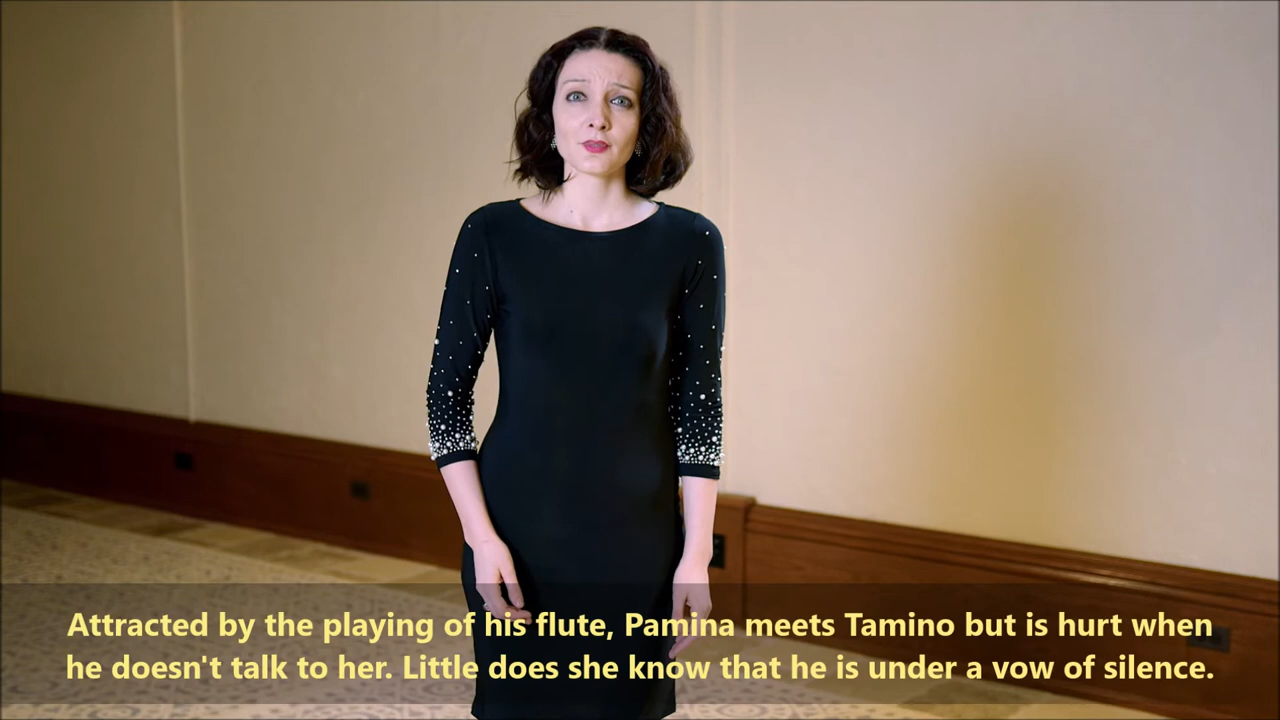 Attracted by the playing of his flute, Pamina meets Tamino but is hurt when
he doesn't talk to her. Little does she know that he is under a vow of silence.